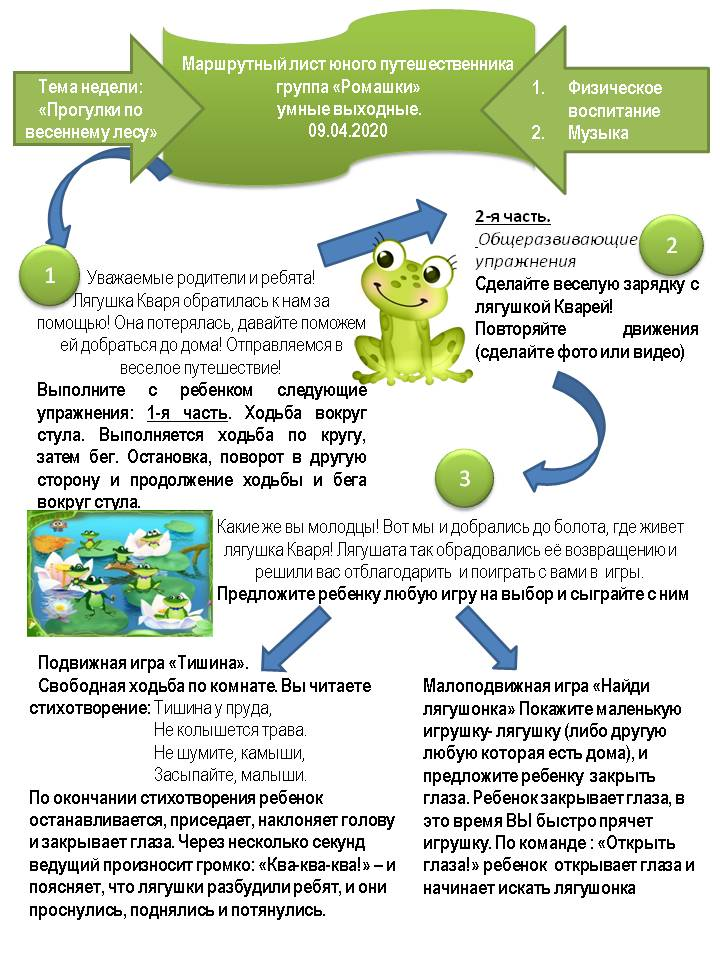 Маршрутный лист юного путешественника
группа «Ромашки»
умные выходные.
09.04.2020
Тема недели:
«Прогулки по
весеннему лесу»
1. Физическое
воспитание
2. Музыка
1
Уважаемые родители и ребята!
Лягушка Кваря обратилась к нам за
помощью! Она потерялась, давайте поможем
ей добраться до дома! Отправляемся в
веселое путешествие!
Выполните с ребенком следующие
упражнения: 1-я часть. Ходьба вокруг
стула. Выполняется ходьба по кругу,
затем бег. Остановка, поворот в другую
сторону и продолжение ходьбы и бега
вокруг стула.
2
2-я часть.
Общеразвивающие
упражнения
Сделайте веселую зарядку с
лягушкой Кварей!
Повторяйте движения
(сделайте фото или видео)
3
Какие же вы молодцы! Вот мы и добрались до болота, где живет
лягушка Кваря! Лягушата так обрадовались её возвращению и
решили вас отблагодарить и поиграть с вами в игры.
Предложите ребенку любую игру на выбор и сыграйте с ним
Подвижная игра «Тишина».
Свободная ходьба по комнате. Вы читаете
стихотворение: Тишина у пруда,
Не колышется трава.
Не шумите, камыши,
Засыпайте, малыши.
По окончании стихотворения ребенок
останавливается, приседает, наклоняет голову
и закрывает глаза. Через несколько секунд
ведущий произносит громко: «Ква-ква-ква!» – и
поясняет, что лягушки разбудили ребят, и они
проснулись, поднялись и потянулись.
Малоподвижная игра «Найди
лягушонка» Покажите маленькую
игрушку- лягушку (либо другую
любую которая есть дома), и
предложите ребенку закрыть
глаза. Ребенок закрывает глаза, в
это время ВЫ быстро прячет
игрушку. По команде : «Открыть
глаза!» ребенок открывает глаза и
начинает искать лягушонка